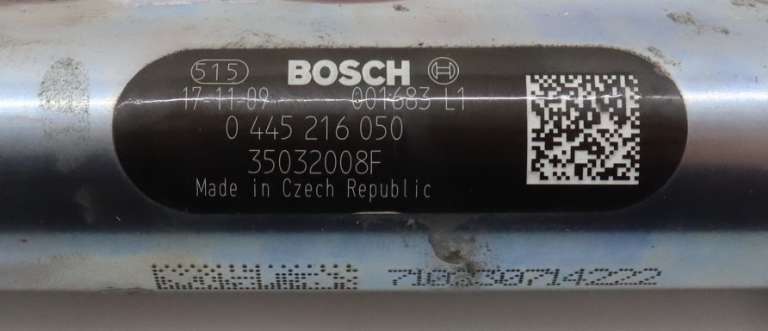 515 BOSCH
17-11-09 001683 L1
0 445 216 050
35032008F
Made in Czech Republic